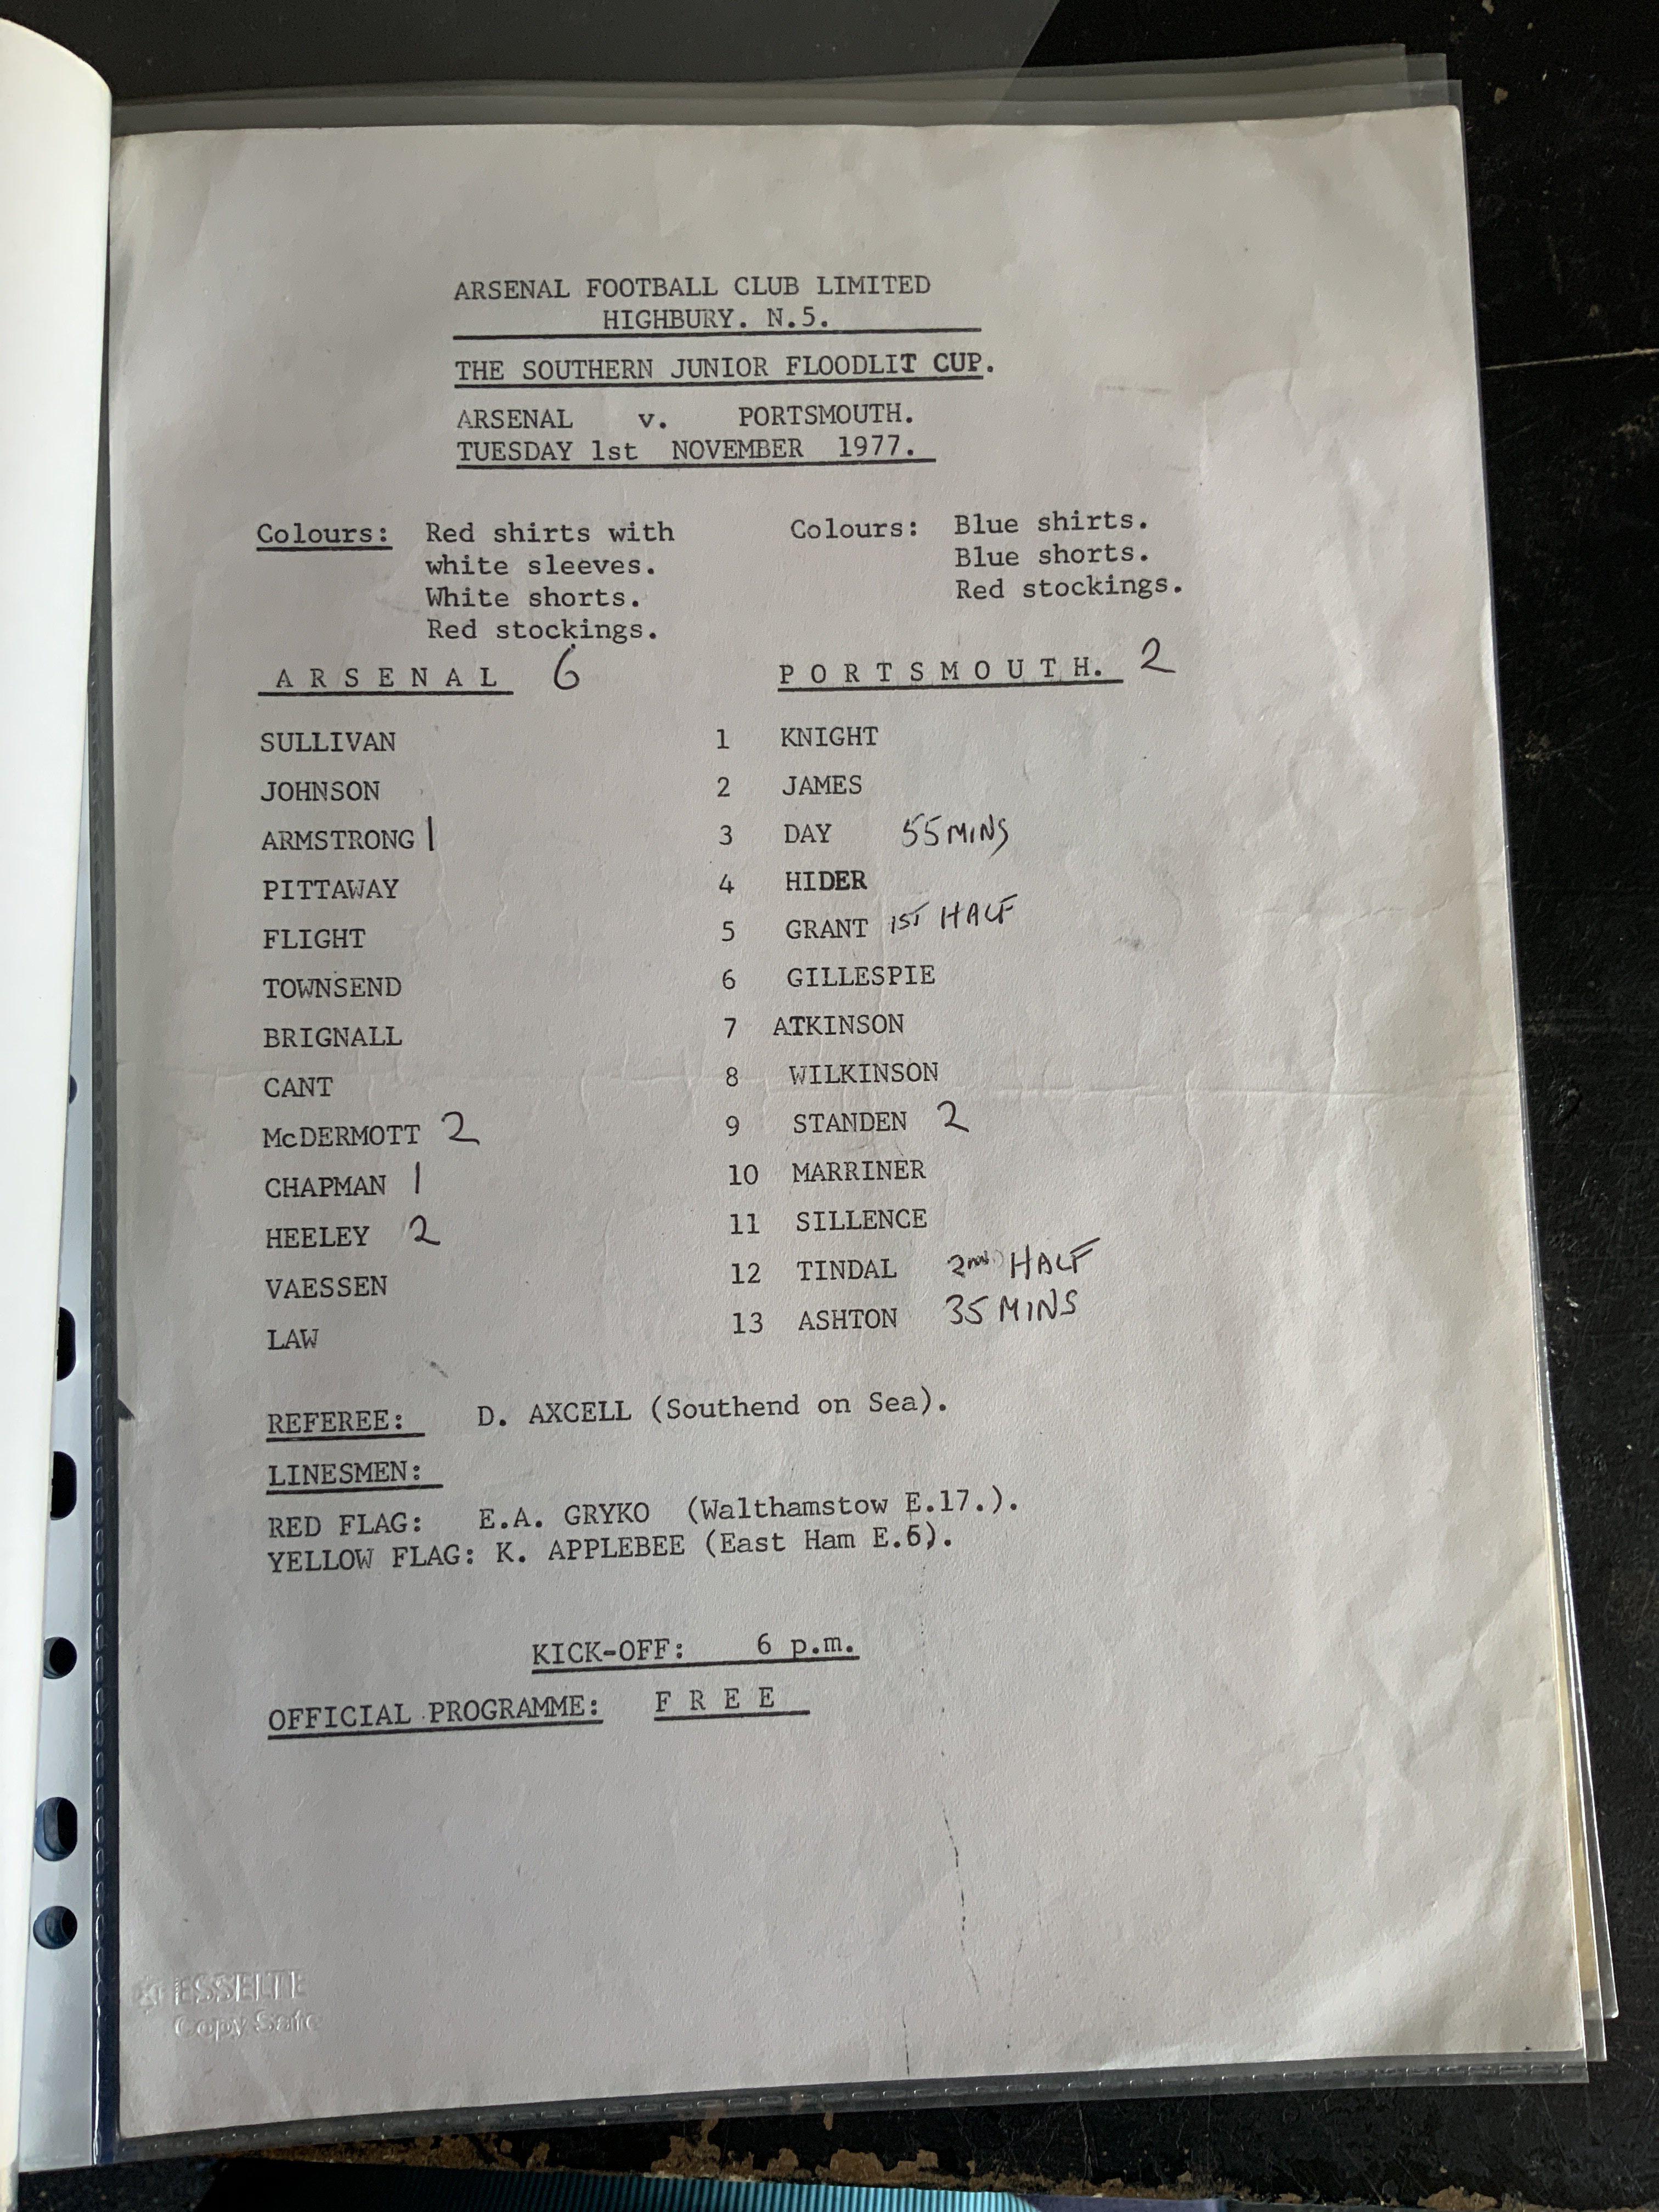 ARSENAL FOOTBALL CLUB LIMITED
HIGHBURY. N.5.
THE SOUTHERN JUNIOR FLOODLIT CUP.
ARSENAL v. PORTSMOUTH.
TUESDAY 1st NOVEMBER 1977.
Colours: Red shirts with Colours: Blue shirts.
white sleeves. Blue shorts.
White shorts. Red stockings.
Red stockings.
ARSENAL 6 PORTSMOUTH. 2
SULLIVAN 1 KNIGHT
JOHNSON 2 JAMES
ARMSTRONG 1 3 DAY 55 MINS
PITTAWAY 4 HIDER
FLIGHT 5 GRANT 1ST HALF
TOWNSEND 6 GILLESPIE
BRIGNALL 7 ATKINSON
CANT 8 WILKINSON
McDERMOTT 2 9 STANDEN 2
CHAPMAN 1 10 MARRINER
HEELEY 2 11 SILLENCE
VAESSEN 12 TINDAL 2ND HALF
LAW 13 ASHTON 35 MINS
REFEREE: D. AXCELL (Southend on Sea).
LINESMEN:
RED FLAG: E.A. GRYKO (Walthamstow E.17.).
YELLOW FLAG: K. APPLEBEE (East Ham E.6).
KICK-OFF: 6 p.m.
OFFICIAL PROGRAMME: FREE
ESSELTE
Copy Safe